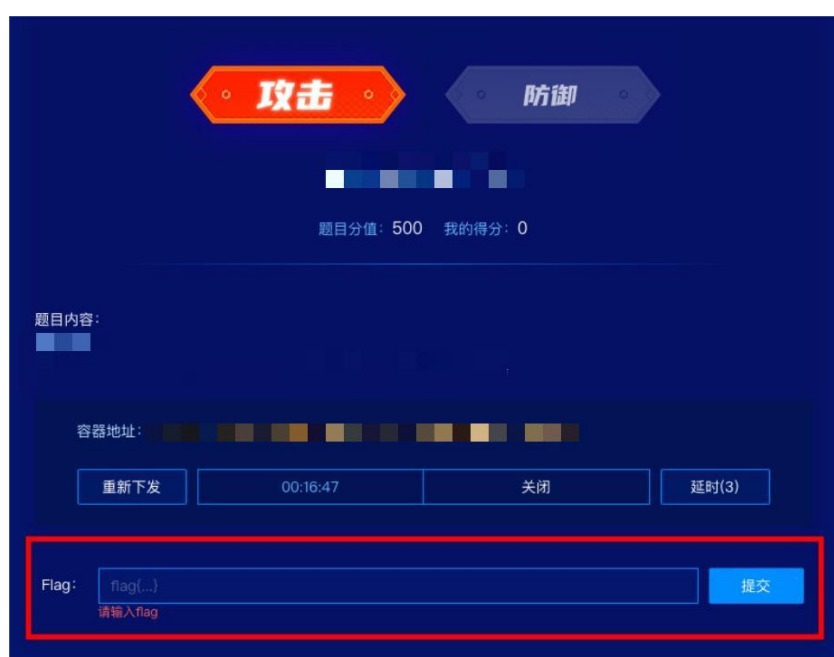 攻击 防御
题目分值：500 我的得分：0
题目内容：
容器地址：
重新下发 00:16:47 关闭 延时(3)
Flag： flag{...} 提交
请输入flag